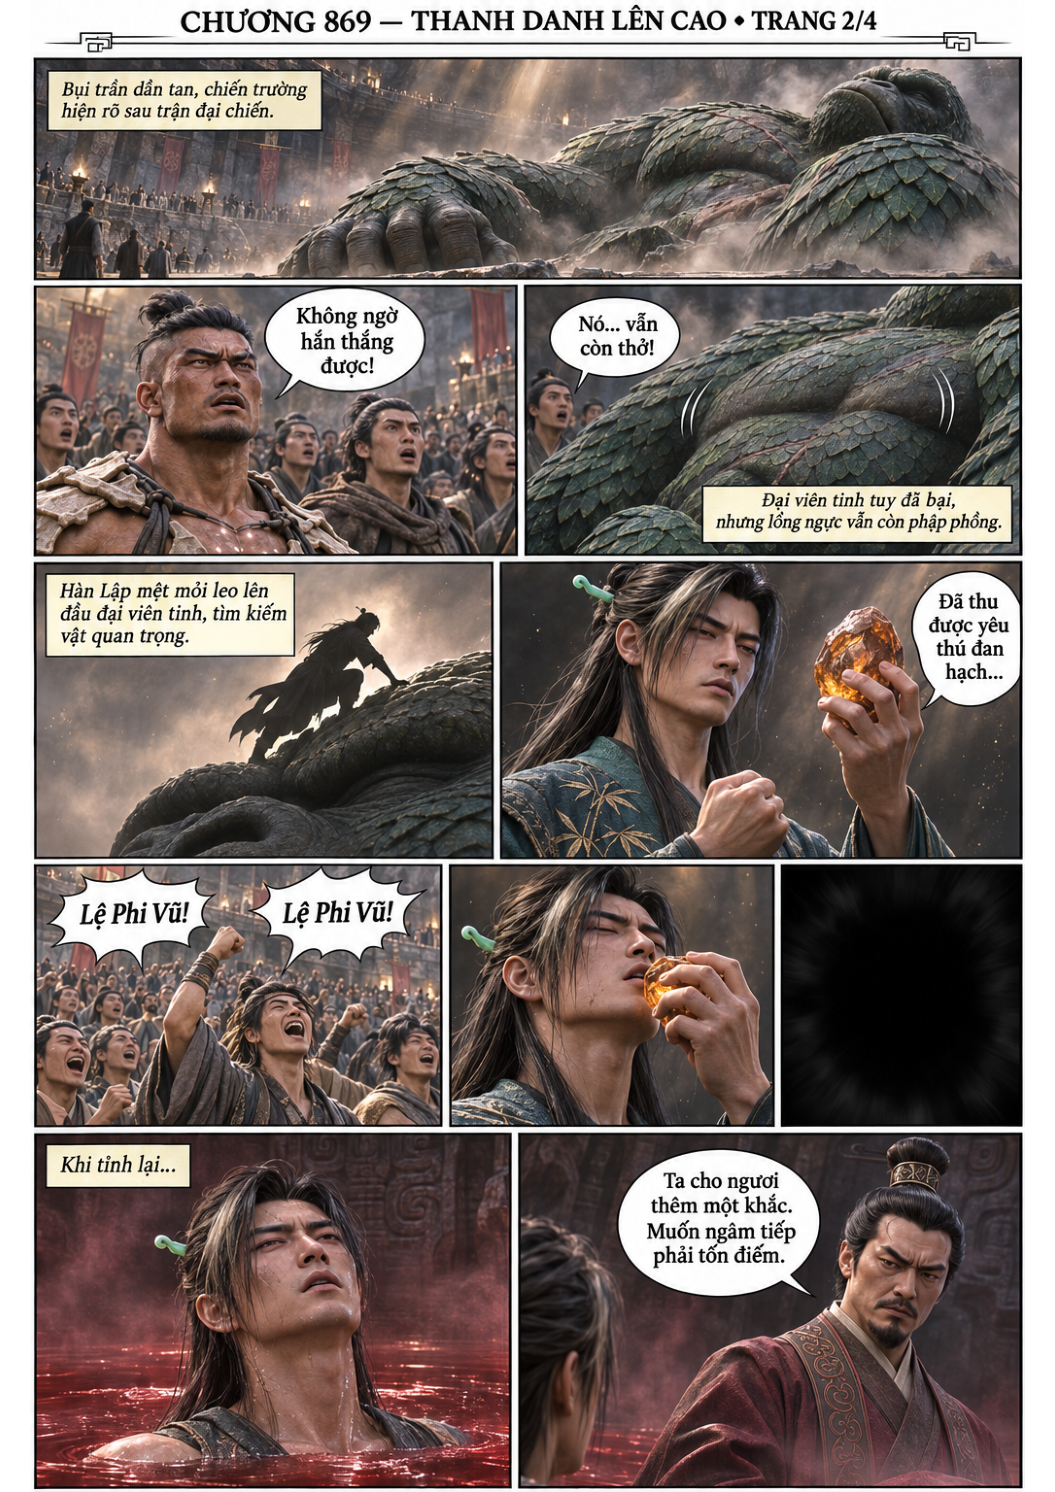 CHƯƠNG 869 — THANH DANH LÊN CAO • TRANG 2/4
Bụi trần dần tan, chiến trường
hiện rõ sau trận đại chiến.
Không ngờ
hắn thắng
được!
Nó... vẫn
còn thở!
Đại viên tinh tuy đã bại,
nhưng lồng ngực vẫn còn phập phồng.
Hàn Lập mệt mỏi leo lên
đầu đại viên tinh, tìm kiếm
vật quan trọng.
Đã thu
được yêu
thú đan
hạch...
Lệ Phi Vũ!
Lệ Phi Vũ!
Khi tỉnh lại...
Ta cho ngươi
thêm một khắc.
Muốn ngâm tiếp
phải tốn điếm.